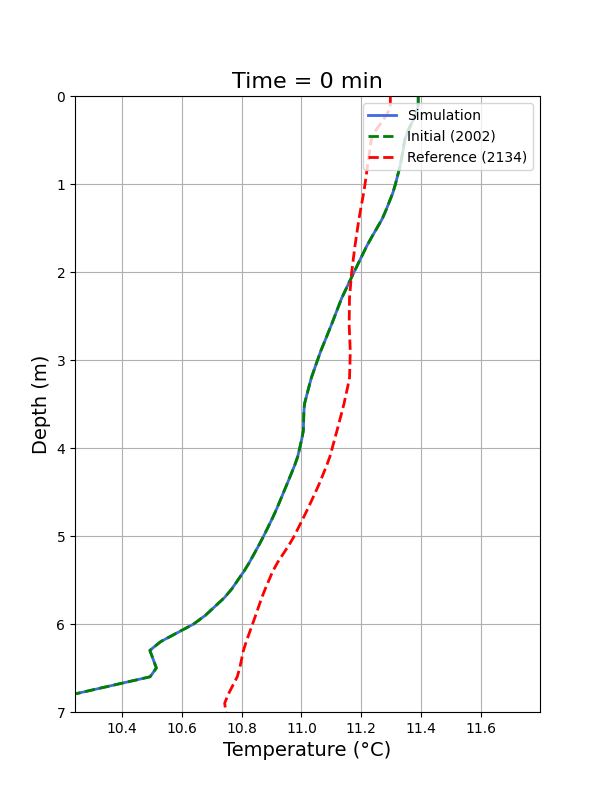 Time = 0 min
Simulation
Initial (2002)
Reference (2134)
0
1
2
3
4
5
6
7
Depth (m)
10.4 10.6 10.8 11.0 11.2 11.4 11.6
Temperature (°C)